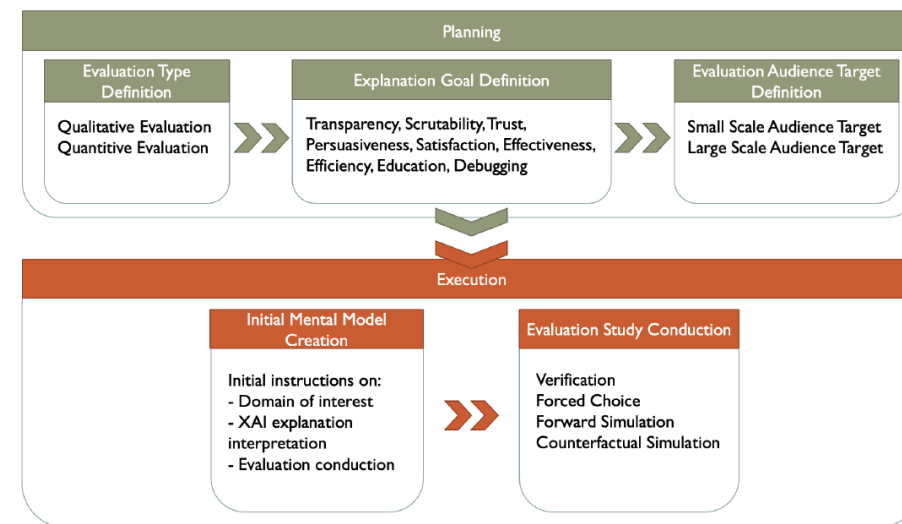 Planning
Evaluation Type
Definition
Qualitative Evaluation
Quantitive Evaluation
Explanation Goal Definition
Transparency, Scrutability, Trust,
Persuasiveness, Satisfaction, Effectiveness,
Efficiency, Education, Debugging
Evaluation Audience Target
Definition
Small Scale Audience Target
Large Scale Audience Target
Execution
Initial Mental Model
Creation
Initial instructions on:
- Domain of interest
- XAI explanation
interpretation
- Evaluation conduction
Evaluation Study Conduction
Verification
Forced Choice
Forward Simulation
Counterfactual Simulation